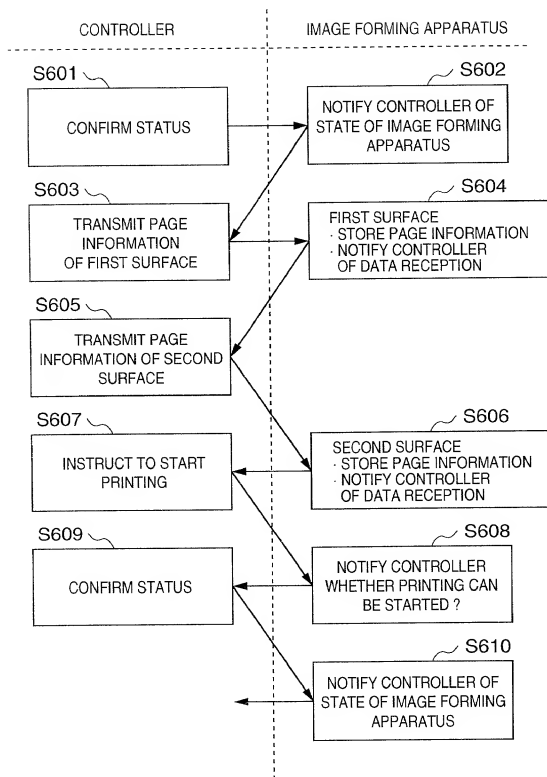 CONTROLLER
IMAGE FORMING APPARATUS
S601
CONFIRM STATUS
S602
NOTIFY CONTROLLER OF
STATE OF IMAGE FORMING
APPARATUS
S603
TRANSMIT PAGE
INFORMATION
OF FIRST SURFACE
S604
FIRST SURFACE
· STORE PAGE INFORMATION
· NOTIFY CONTROLLER
OF DATA RECEPTION
S605
TRANSMIT PAGE
INFORMATION OF SECOND
SURFACE
S606
SECOND SURFACE
· STORE PAGE INFORMATION
· NOTIFY CONTROLLER
OF DATA RECEPTION
S607
INSTRUCT TO START
PRINTING
S608
NOTIFY CONTROLLER
WHETHER PRINTING CAN
BE STARTED ?
S609
CONFIRM STATUS
S610
NOTIFY CONTROLLER OF
STATE OF IMAGE FORMING
APPARATUS